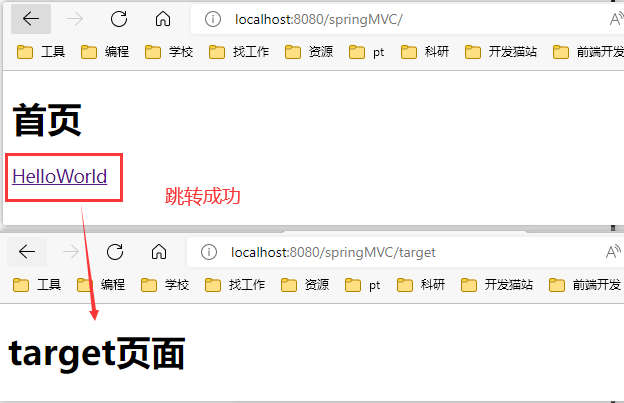 localhost:8080/springMVC/
工具 编程 学校 找工作 资源 pt 科研 开发猫站 前端开发
首页
HelloWorld
跳转成功
localhost:8080/springMVC/target
工具 编程 学校 找工作 资源 pt 科研 开发猫站 前端开发
target页面